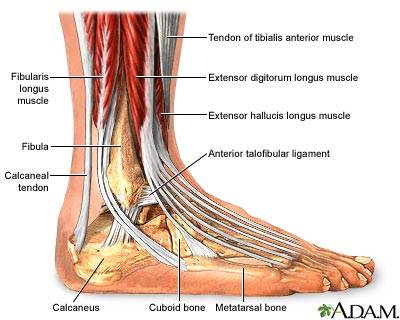 Tendon of tibialis anterior muscle
Fibularis
longus
muscle
Extensor digitorum longus muscle
Extensor hallucis longus muscle
Fibula
Anterior talofibular ligament
Calcaneal
tendon
Calcaneus
Cuboid bone
Metatarsal bone
ADAM.